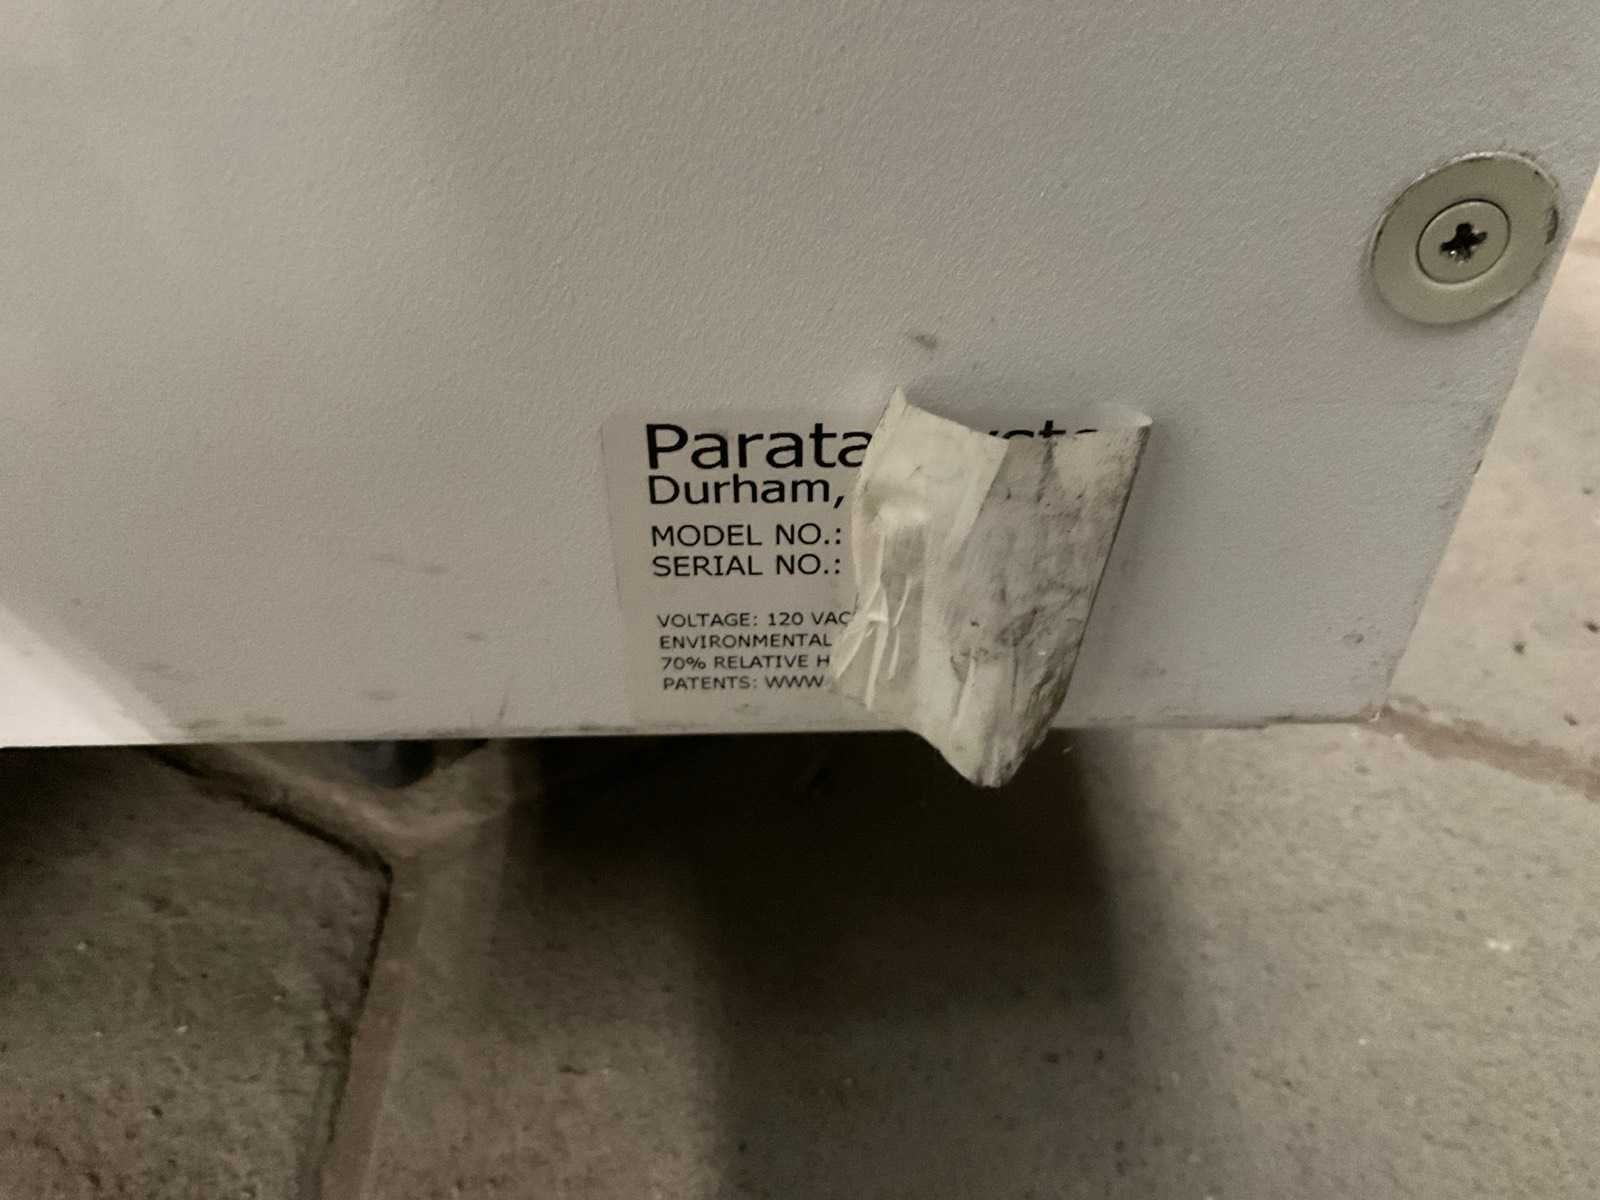 Parata
Durham,
MODEL NO.:
SERIAL NO.:
VOLTAGE: 120 VAC
ENVIRONMENTAL
70% RELATIVE H
PATENTS: WWW